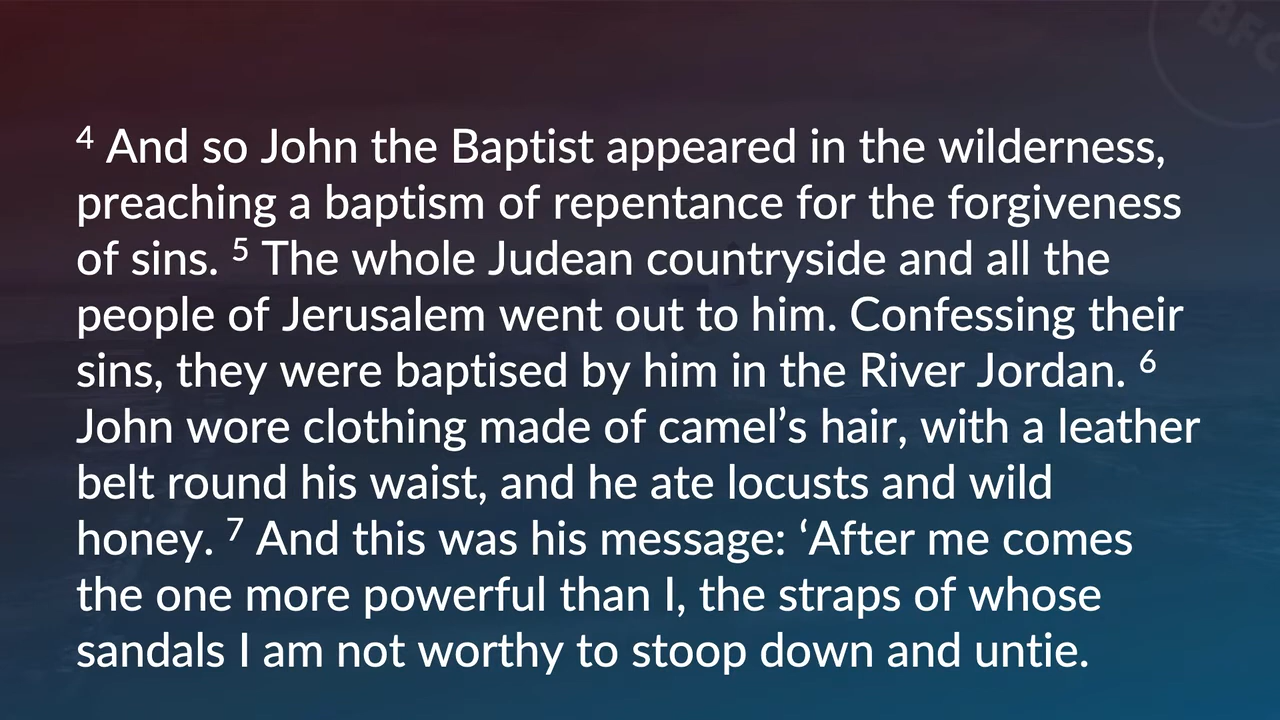 BFC
⁴ And so John the Baptist appeared in the wilderness,
preaching a baptism of repentance for the forgiveness
of sins. ⁵ The whole Judean countryside and all the
people of Jerusalem went out to him. Confessing their
sins, they were baptised by him in the River Jordan. ⁶
John wore clothing made of camel’s hair, with a leather
belt round his waist, and he ate locusts and wild
honey. ⁷ And this was his message: ‘After me comes
the one more powerful than I, the straps of whose
sandals I am not worthy to stoop down and untie.